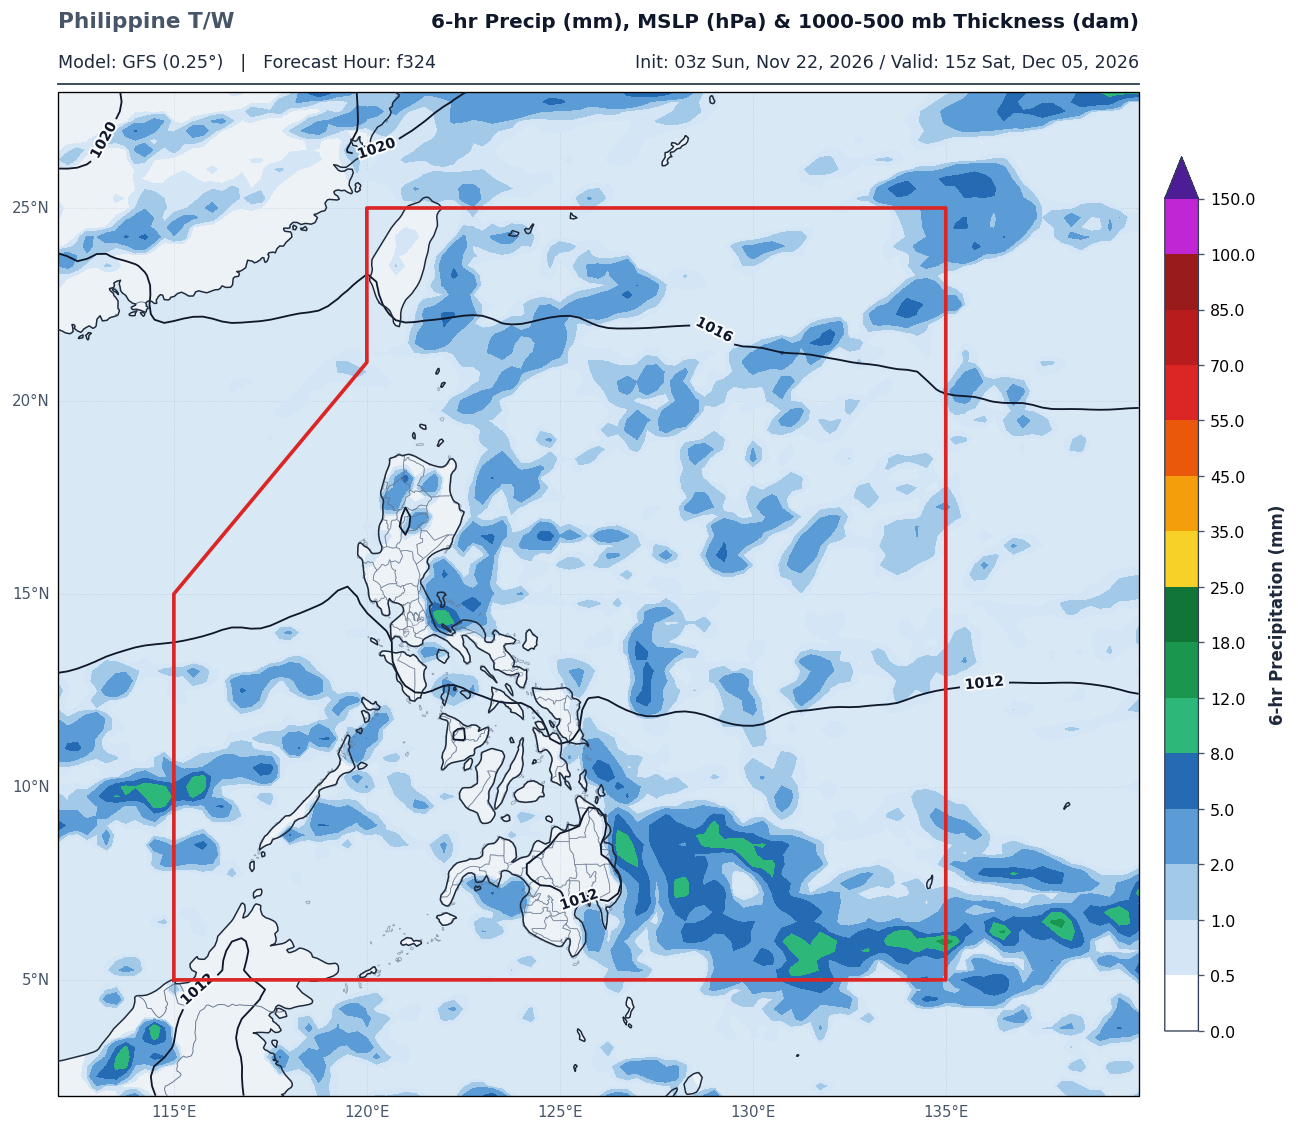 Philippine T/W
6-hr Precip (mm), MSLP (hPa) & 1000-500 mb Thickness (dam)
Model: GFS (0.25°) | Forecast Hour: f324
Init: 03z Sun, Nov 22, 2026 / Valid: 15z Sat, Dec 05, 2026
1020
1020
1016
1012
1012
1012
25°N
20°N
15°N
10°N
5°N
115°E
120°E
125°E
130°E
135°E
150.0
100.0
85.0
70.0
55.0
45.0
35.0
25.0
18.0
12.0
8.0
5.0
2.0
1.0
0.5
0.0
6-hr Precipitation (mm)